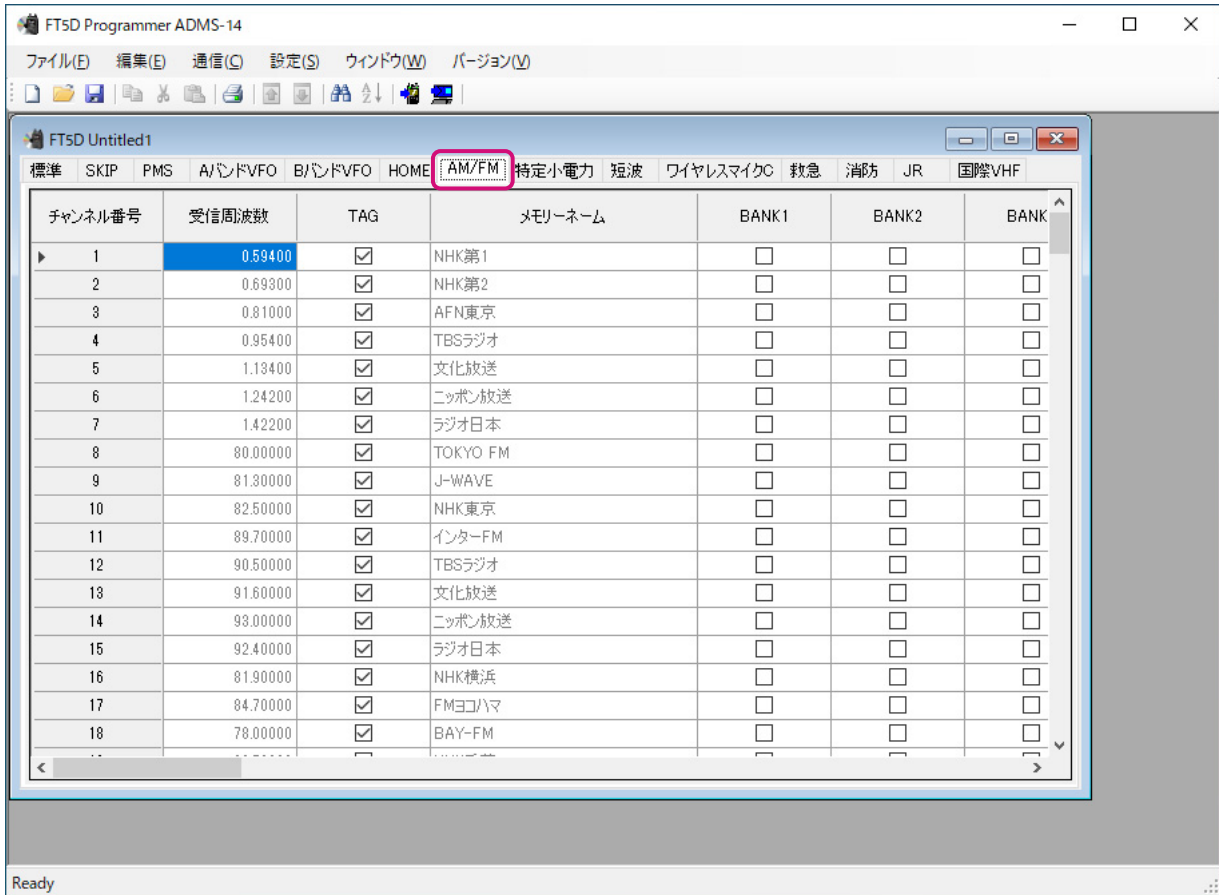 FT5D Programmer ADMS-14
ファイル(F) 編集(E) 通信(C) 設定(S) ウィンドウ(W) バージョン(V)
FT5D Untitled1
標準 SKIP PMS AバンドVFO BバンドVFO HOME AM/FM 特定小電力 短波 ワイヤレスマイクC 救急 消防 JR 国際VHF
チャンネル番号 受信周波数 TAG メモリーネーム BANK1 BANK2 BANK
1 0.59400 NHK第1
2 0.69300 NHK第2
3 0.81000 AFN東京
4 0.95400 TBSラジオ
5 1.13400 文化放送
6 1.24200 ニッポン放送
7 1.42200 ラジオ日本
8 80.00000 TOKYO FM
9 81.30000 J-WAVE
10 82.50000 NHK東京
11 89.70000 インターFM
12 90.50000 TBSラジオ
13 91.60000 文化放送
14 93.00000 ニッポン放送
15 92.40000 ラジオ日本
16 81.90000 NHK横浜
17 84.70000 FMヨコハマ
18 78.00000 BAY-FM
Ready